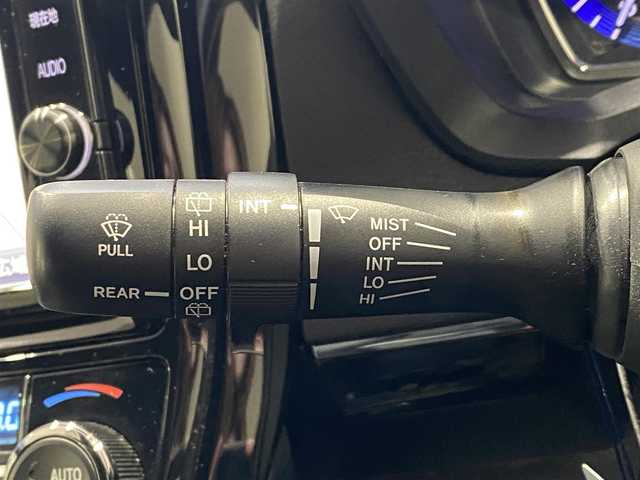 現在地
AUDIO
PULL
REAR
HI
LO
OFF
INT
MIST
OFF
INT
LO
HI
AUTO